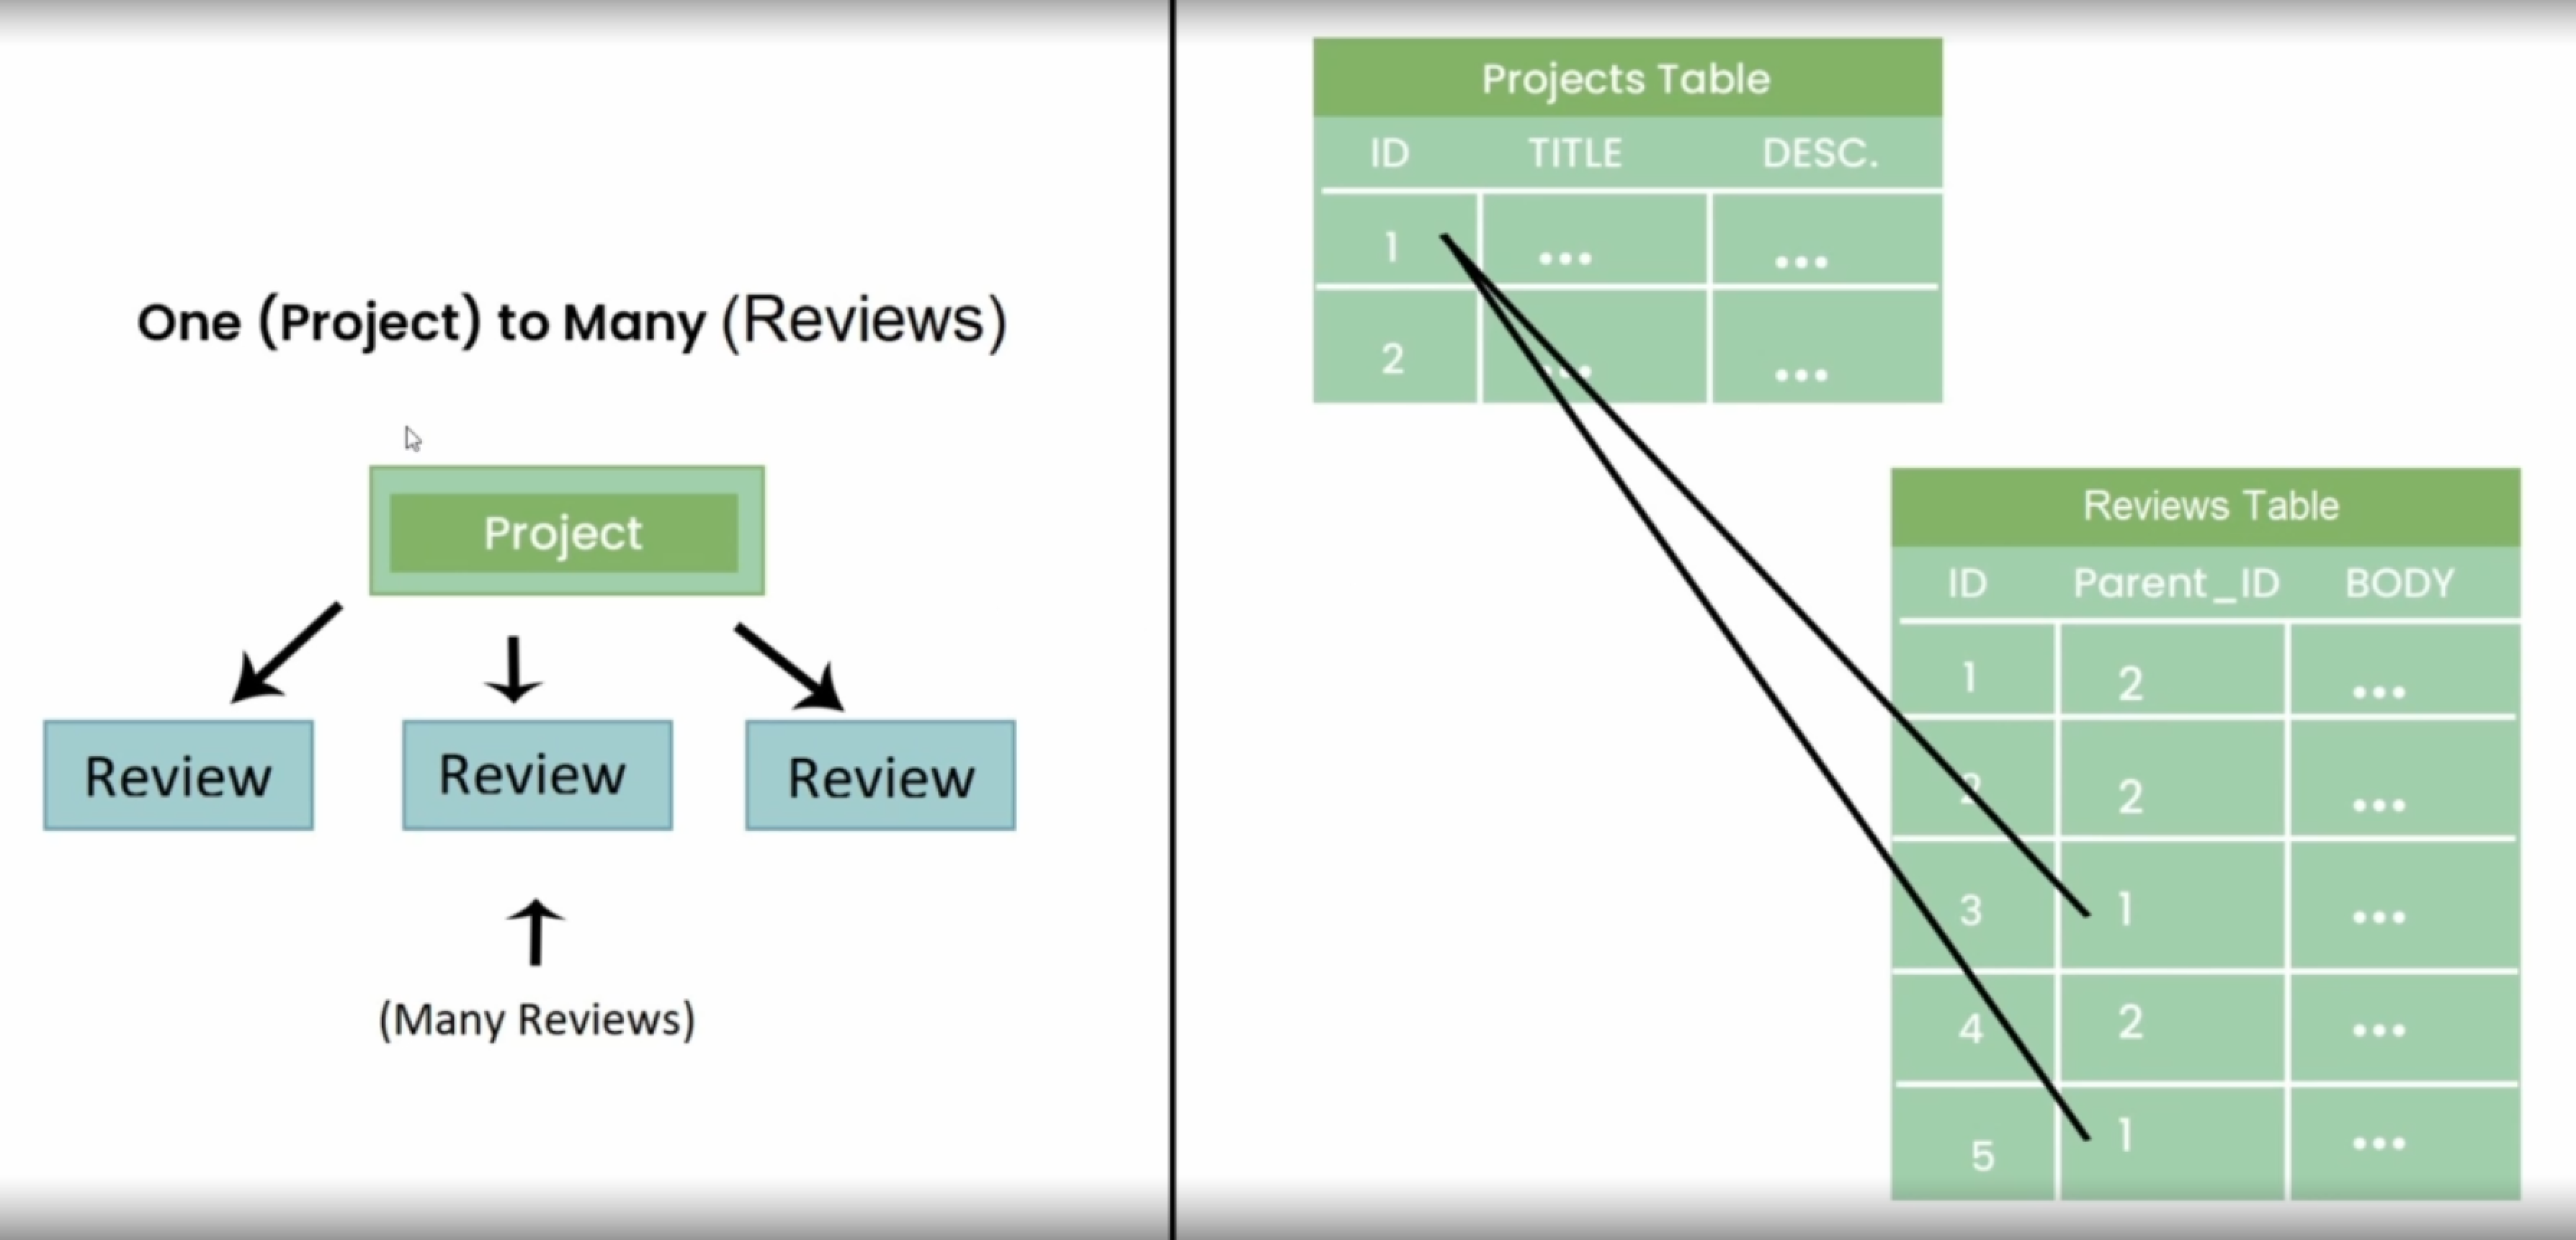 One (Project) to Many (Reviews)
Project
Review Review Review
(Many Reviews)
Projects Table
ID TITLE DESC.
1 ... ...
2 ... ...
Reviews Table
ID Parent_ID BODY
1 2 ...
2 2 ...
3 1 ...
4 2 ...
5 1 ...